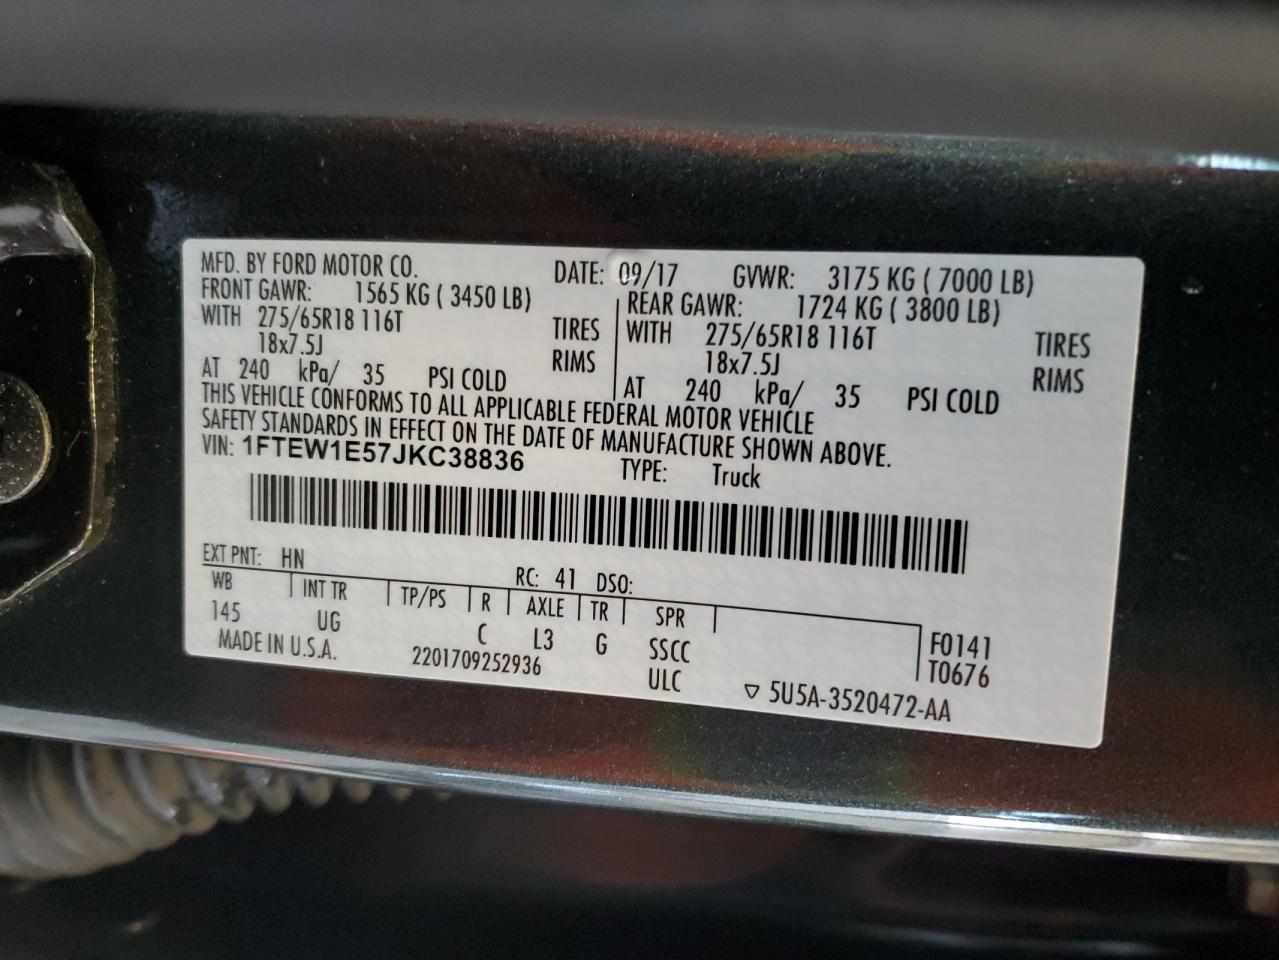 MFD. BY FORD MOTOR CO. DATE: 09/17 GVWR: 3175 KG ( 7000 LB)
FRONT GAWR: 1565 KG ( 3450 LB) REAR GAWR: 1724 KG ( 3800 LB)
WITH 275/65R18 116T TIRES WITH 275/65R18 116T TIRES
18x7.5J RIMS 18x7.5J RIMS
AT 240 kPa/ 35 PSI COLD AT 240 kPa/ 35 PSI COLD
THIS VEHICLE CONFORMS TO ALL APPLICABLE FEDERAL MOTOR VEHICLE
SAFETY STANDARDS IN EFFECT ON THE DATE OF MANUFACTURE SHOWN ABOVE.
VIN: 1FTEW1E57JKC38836 TYPE: Truck
EXT PNT: HN RC: 41 DSO:
WB INT TR TP/PS R AXLE TR SPR
145 UG C L3 G SSCC F0141
ULC T0676
MADE IN U.S.A. 2201709252936 ▽ 5U5A-3520472-AA